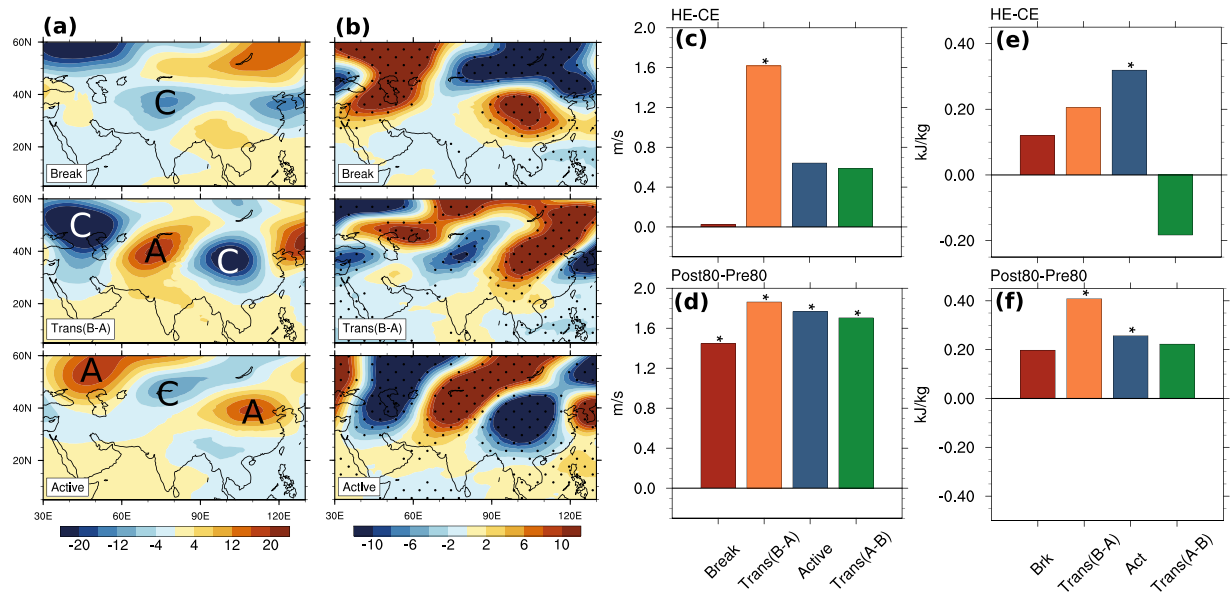 (a)
60N
40N
C
20N
Break
60N
C
A
C
40N
20N
Trans(B-A)
60N
A
C
A
40N
20N
Active
30E 60E 90E 120E
-20 -12 -4 4 12 20
(b)
Break
Trans(B-A)
Active
30E 60E 90E 120E
-10 -6 -2 2 6 10
HE-CE
(c)
2.0
1.6
1.2
0.8
0.4
0.0
m/s
*
Post80-Pre80
(d)
2.0
1.6
1.2
0.8
0.4
0.0
m/s
* * * *
Break Trans(B-A) Active Trans(A-B)
HE-CE
(e)
0.40
0.20
0.00
-0.20
kJ/kg
*
Post80-Pre80
(f)
0.40
0.20
0.00
-0.20
-0.40
kJ/kg
* *
Brk Trans(B-A) Act Trans(A-B)